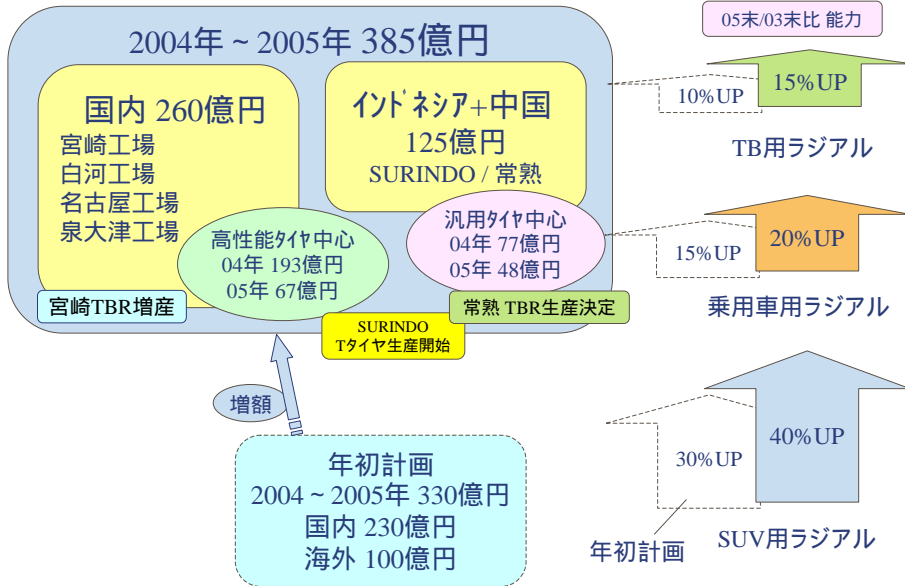 2004年~2005年 385億円
国内 260億円
宮崎工場
白河工場
名古屋工場
泉大津工場
高性能ﾀｲﾔ中心
04年 193億円
05年 67億円
宮崎TBR増産
ｲﾝﾄﾞﾈｼｱ+中国
125億円
SURINDO / 常熟
汎用ﾀｲﾔ中心
04年 77億円
05年 48億円
常熟 TBR生産決定
SURINDO
Tタイヤ生産開始
増額
年初計画
2004~2005年 330億円
国内 230億円
海外 100億円
05末/03末比 能力
10%UP
15%UP
TB用ラジアル
15%UP
20%UP
乗用車用ラジアル
30%UP
40%UP
年初計画
SUV用ラジアル